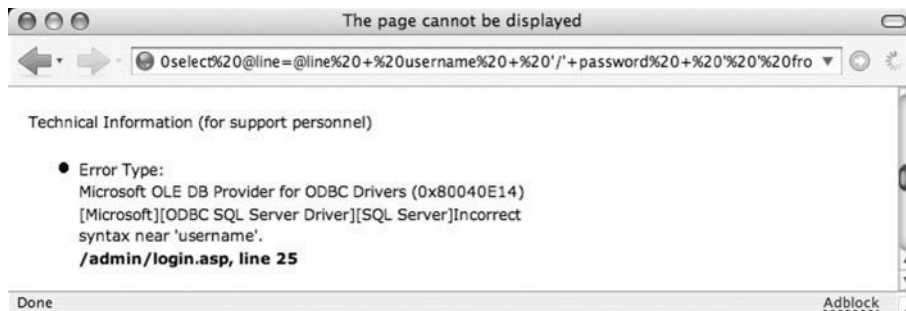 The page cannot be displayed
0select%20@line=@line%20+%20username%20+%20'/'+password%20+%20'%20'%20fro
Technical Information (for support personnel)
Error Type:
Microsoft OLE DB Provider for ODBC Drivers (0x80040E14)
[Microsoft][ODBC SQL Server Driver][SQL Server]Incorrect
syntax near 'username'.
/admin/login.asp, line 25
Done
Adblock